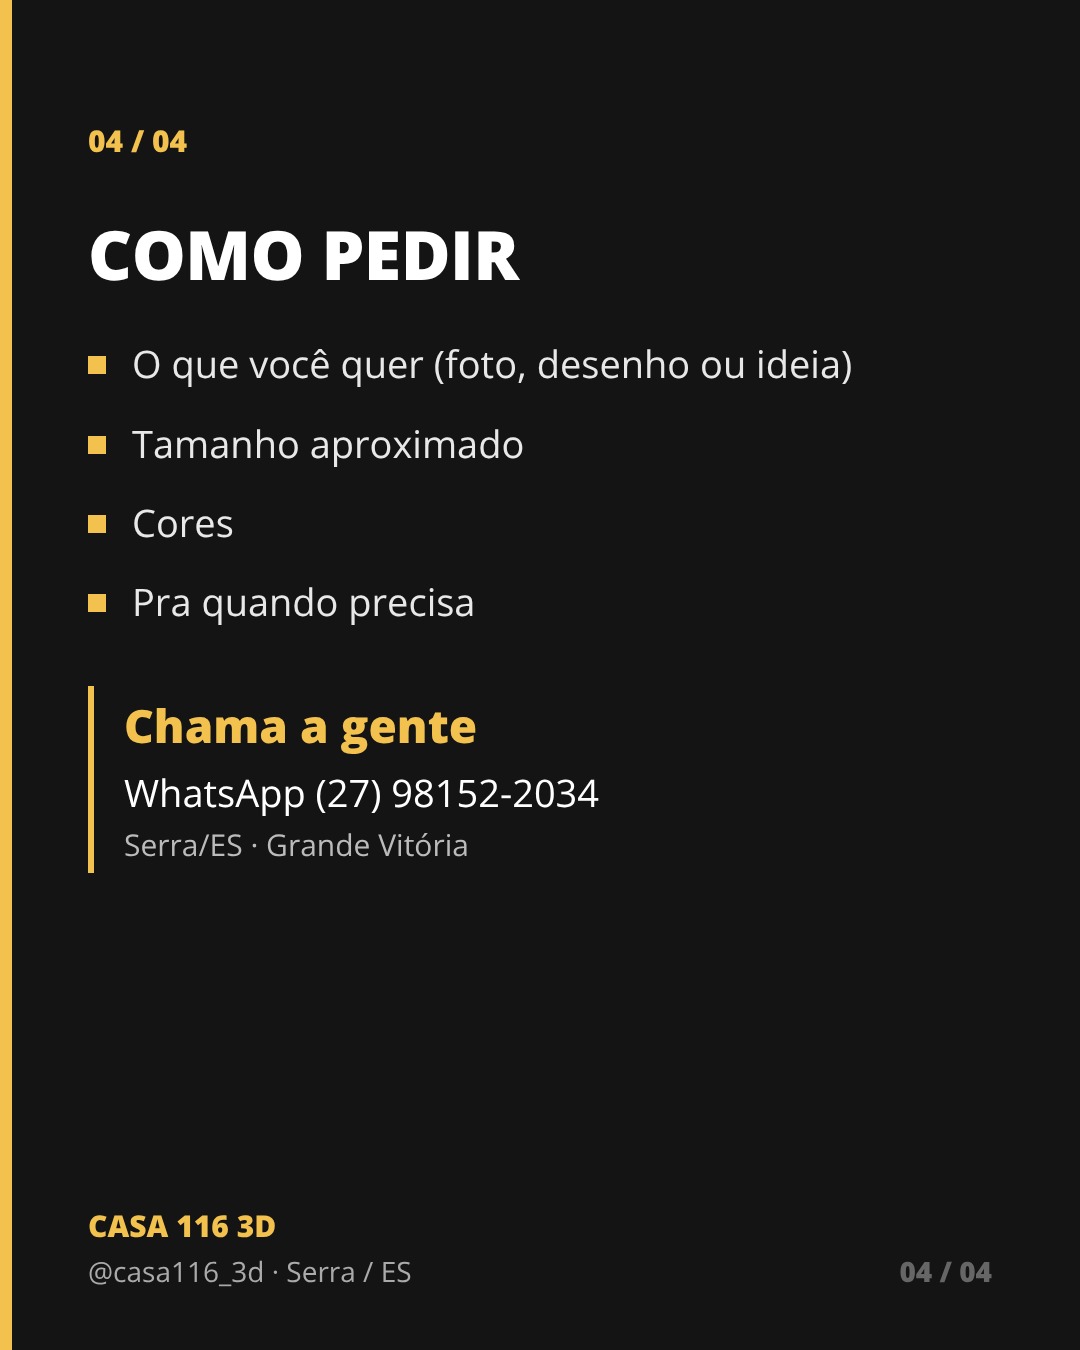 04 / 04
COMO PEDIR
O que você quer (foto, desenho ou ideia)
Tamanho aproximado
Cores
Pra quando precisa
Chama a gente
WhatsApp (27) 98152-2034
Serra/ES · Grande Vitória
CASA 116 3D
@casa116_3d · Serra / ES
04 / 04